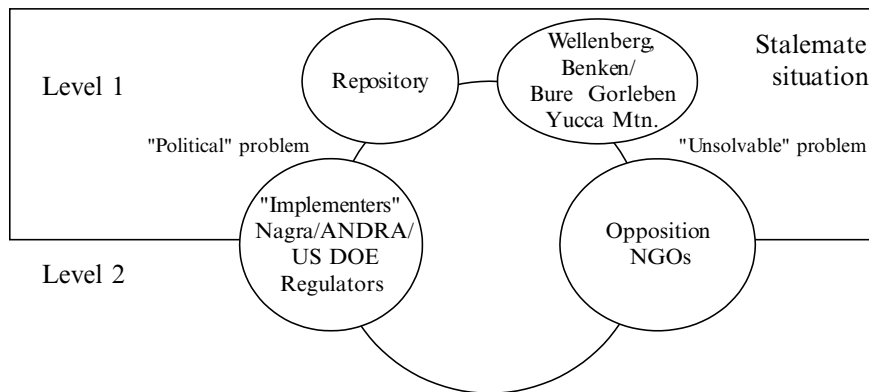 Level 1
Repository
Wellenberg,
Benken/
Bure Gorleben
Yucca Mtn.
Stalemate
situation
"Political" problem
"Unsolvable" problem
"Implementers"
Nagra/ANDRA/
US DOE
Regulators
Opposition
NGOs
Level 2